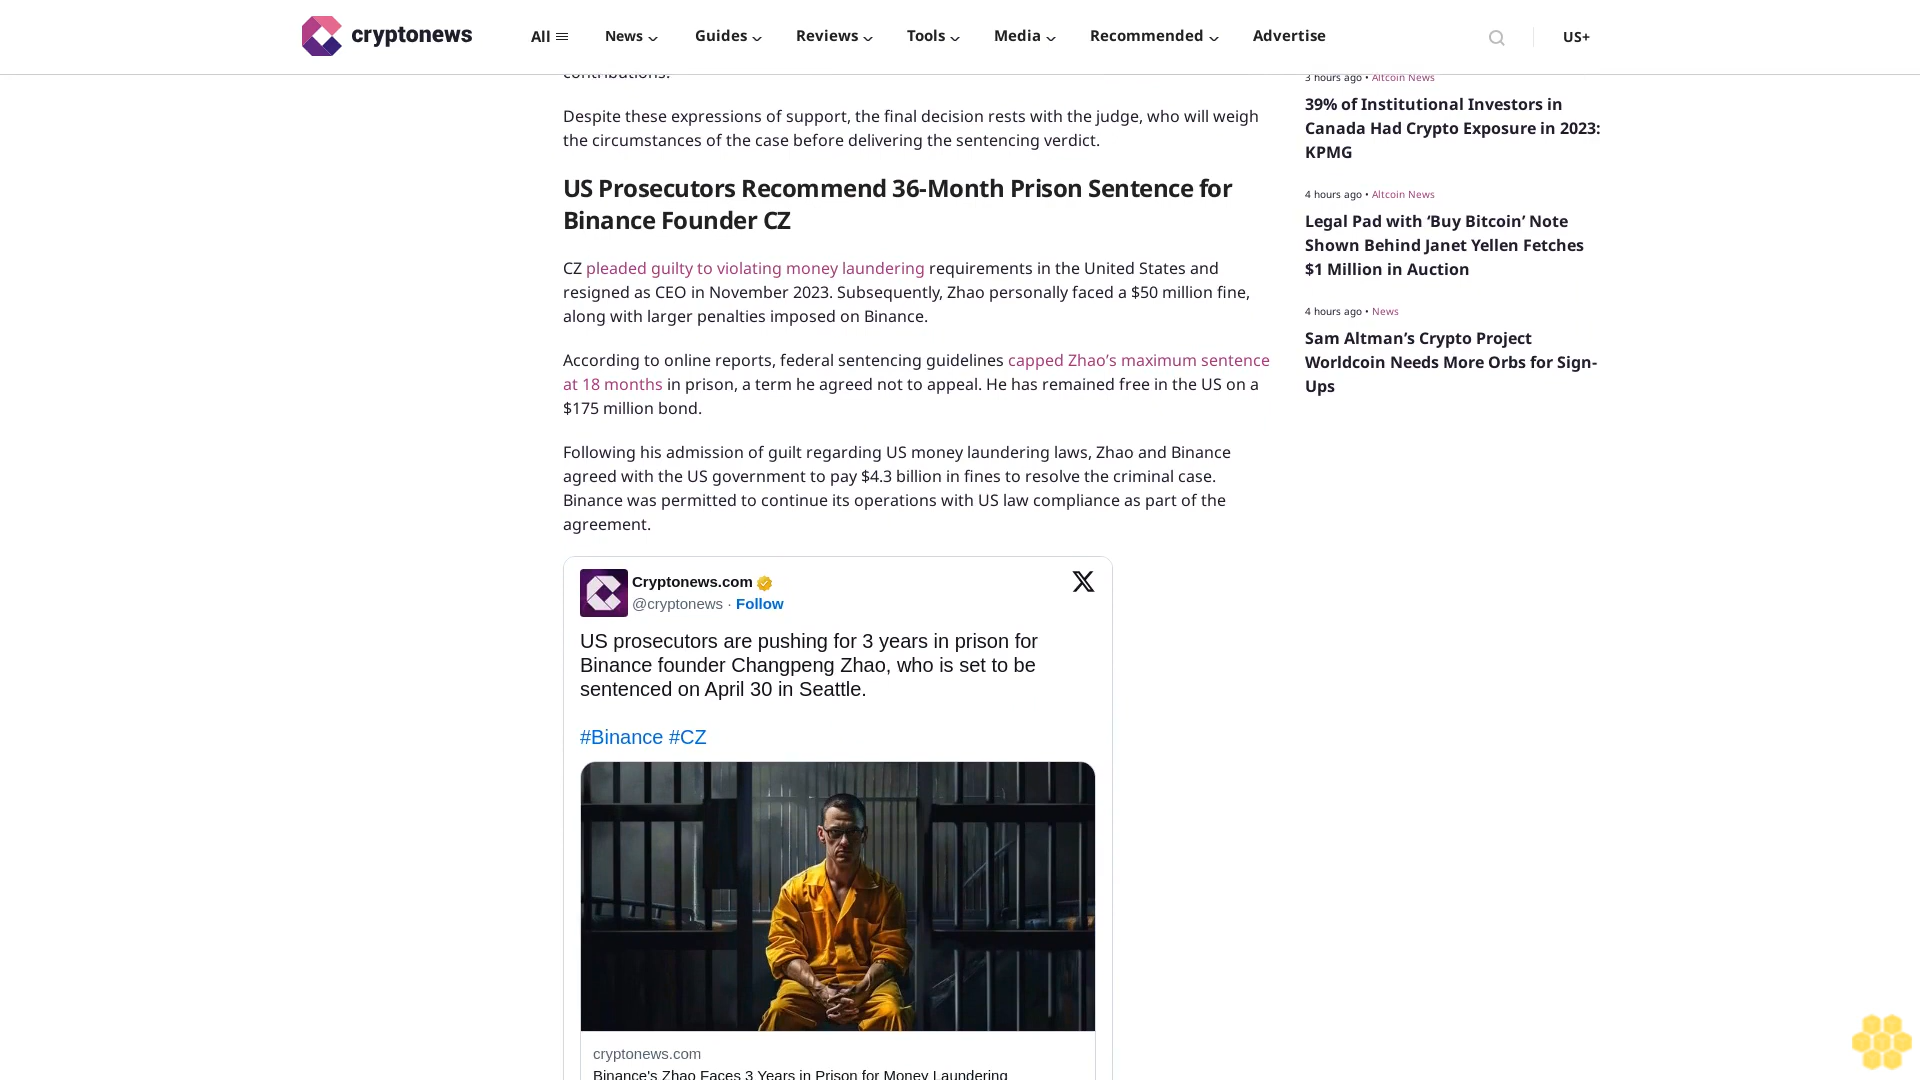 cryptonews
All
News
Guides
Reviews
Tools
Media
Recommended
Advertise
US+
contributions.
Despite these expressions of support, the final decision rests with the judge, who will weigh
the circumstances of the case before delivering the sentencing verdict.
US Prosecutors Recommend 36-Month Prison Sentence for
Binance Founder CZ
CZ pleaded guilty to violating money laundering requirements in the United States and
resigned as CEO in November 2023. Subsequently, Zhao personally faced a $50 million fine,
along with larger penalties imposed on Binance.
According to online reports, federal sentencing guidelines capped Zhao’s maximum sentence
at 18 months in prison, a term he agreed not to appeal. He has remained free in the US on a
$175 million bond.
Following his admission of guilt regarding US money laundering laws, Zhao and Binance
agreed with the US government to pay $4.3 billion in fines to resolve the criminal case.
Binance was permitted to continue its operations with US law compliance as part of the
agreement.
Cryptonews.com
@cryptonews · Follow
US prosecutors are pushing for 3 years in prison for
Binance founder Changpeng Zhao, who is set to be
sentenced on April 30 in Seattle.
#Binance #CZ
cryptonews.com
Binance's Zhao Faces 3 Years in Prison for Money Laundering
3 hours ago • Altcoin News
39% of Institutional Investors in
Canada Had Crypto Exposure in 2023:
KPMG
4 hours ago • Altcoin News
Legal Pad with ‘Buy Bitcoin’ Note
Shown Behind Janet Yellen Fetches
$1 Million in Auction
4 hours ago • News
Sam Altman’s Crypto Project
Worldcoin Needs More Orbs for Sign-
Ups